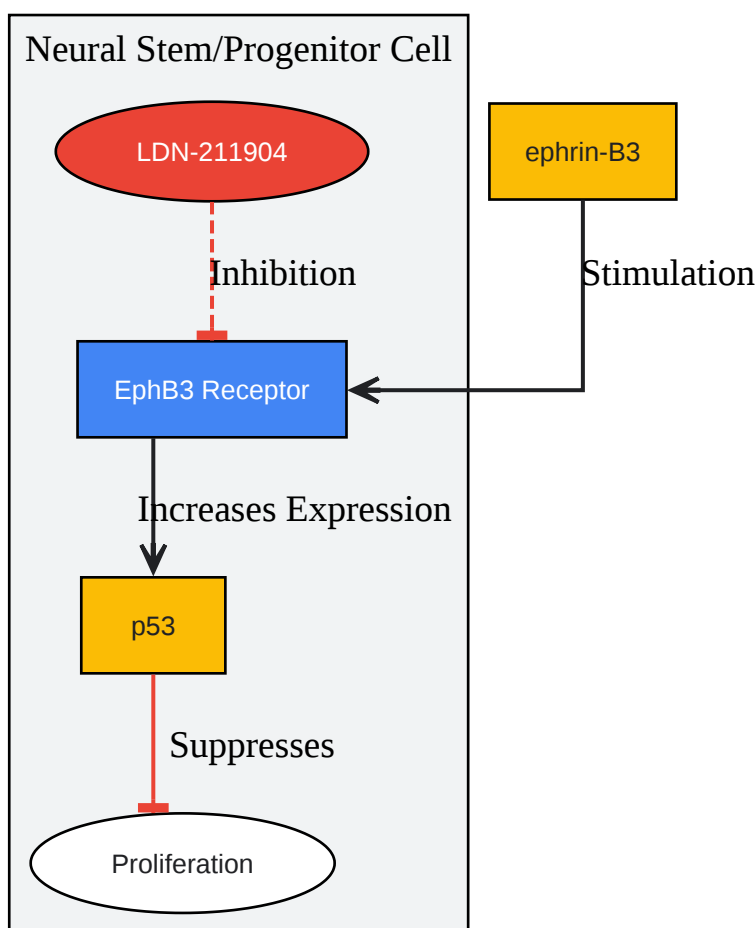 Neural Stem/Progenitor Cell
LDN-211904
ephrin-B3
Inhibition
Stimulation
EphB3 Receptor
Increases Expression
p53
Suppresses
Proliferation